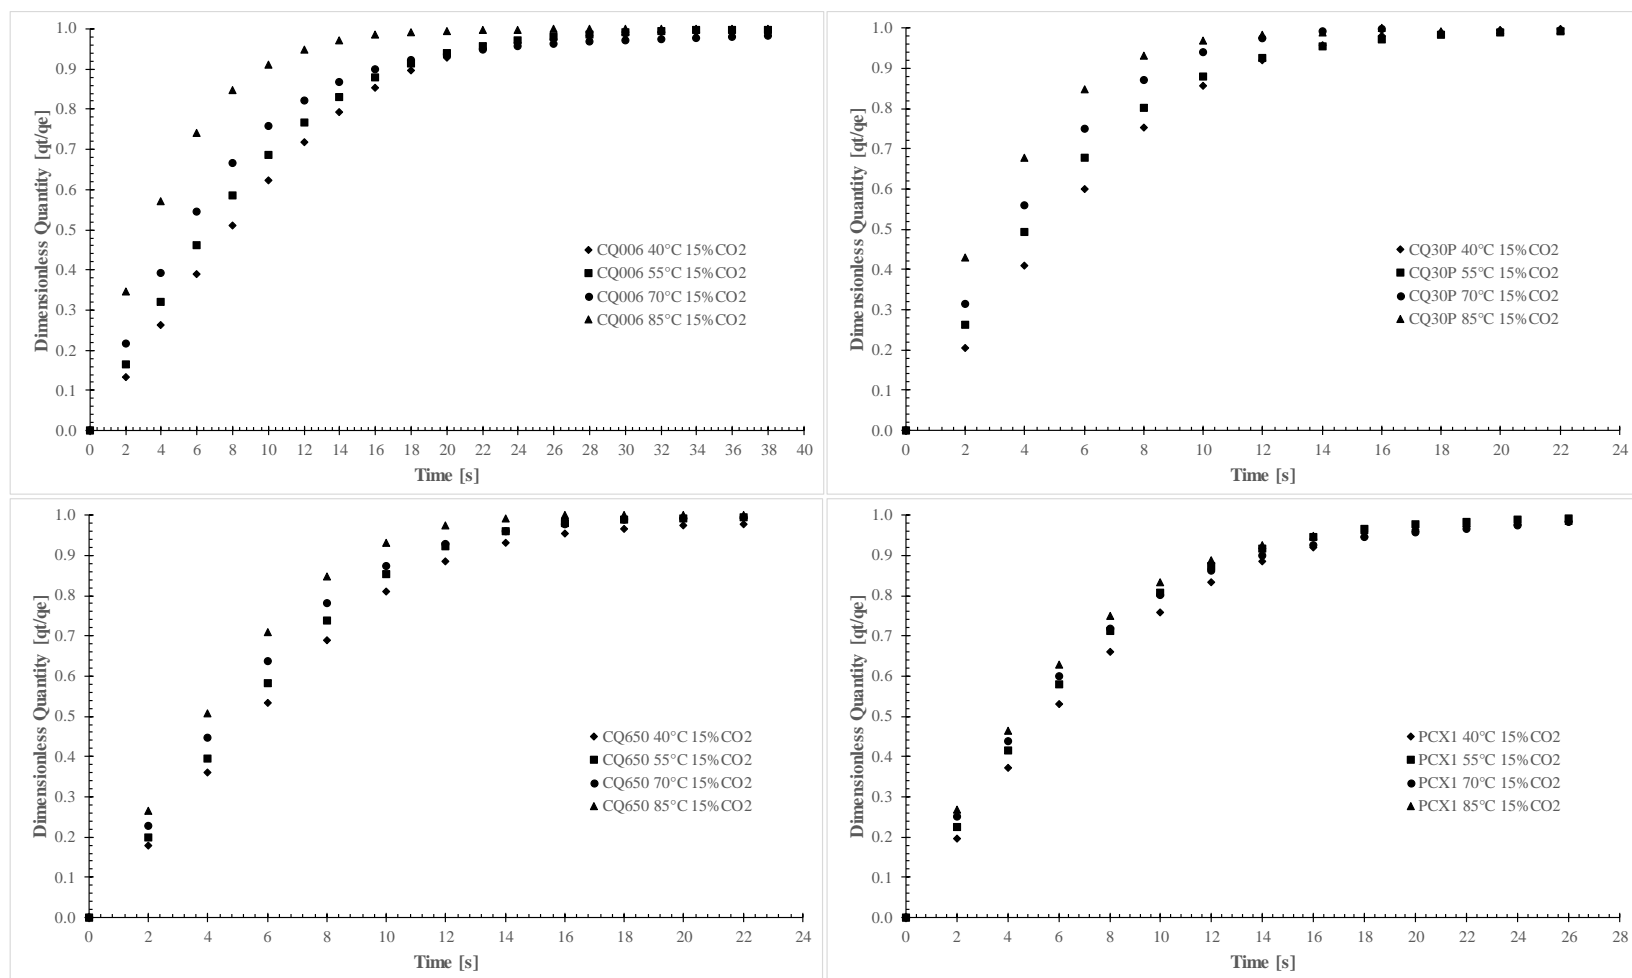 Dimensionless Quantity [qt/qe]
1.0
0.9
0.8
0.7
0.6
0.5
0.4
0.3
0.2
0.1
0.0
CQ006 40°C 15%CO2
CQ006 55°C 15%CO2
CQ006 70°C 15%CO2
CQ006 85°C 15%CO2
0 2 4 6 8 10 12 14 16 18 20 22 24 26 28 30 32 34 36 38 40
Time [s]
Dimensionless Quantity [qt/qe]
1.0
0.9
0.8
0.7
0.6
0.5
0.4
0.3
0.2
0.1
0.0
CQ30P 40°C 15%CO2
CQ30P 55°C 15%CO2
CQ30P 70°C 15%CO2
CQ30P 85°C 15%CO2
0 2 4 6 8 10 12 14 16 18 20 22 24
Time [s]
Dimensionless Quantity [qt/qe]
1.0
0.9
0.8
0.7
0.6
0.5
0.4
0.3
0.2
0.1
0.0
CQ650 40°C 15%CO2
CQ650 55°C 15%CO2
CQ650 70°C 15%CO2
CQ650 85°C 15%CO2
0 2 4 6 8 10 12 14 16 18 20 22 24
Time [s]
Dimensionless Quantity [qt/qe]
1.0
0.9
0.8
0.7
0.6
0.5
0.4
0.3
0.2
0.1
0.0
PCX1 40°C 15%CO2
PCX1 55°C 15%CO2
PCX1 70°C 15%CO2
PCX1 85°C 15%CO2
0 2 4 6 8 10 12 14 16 18 20 22 24 26 28
Time [s]